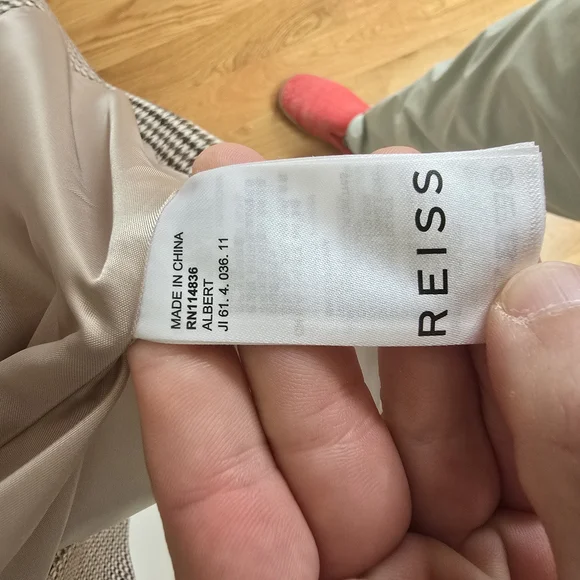 REISS
MADE IN CHINA
RN114836
ALBERT
JI 61. 4. 036. 11